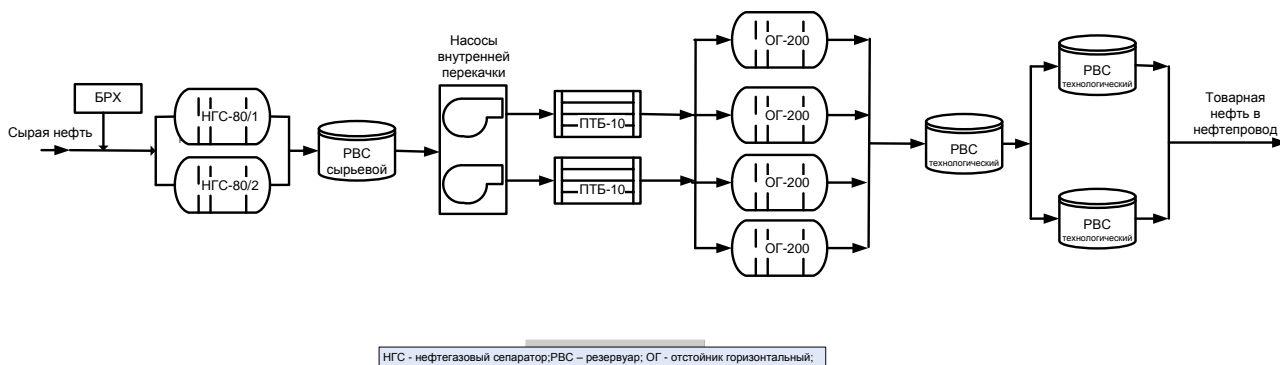 Сырая нефть
БРХ
НГС-80/1
НГС-80/2
РВС
сырьевой
Насосы
внутренней
перекачки
ПТБ-10
ПТБ-10
ОГ-200
ОГ-200
ОГ-200
ОГ-200
РВС
технологический
РВС
технологический
РВС
технологический
Товарная
нефть в
нефтепровод
НГС - нефтегазовый сепаратор;РВС – резервуар; ОГ - отстойник горизонтальный;